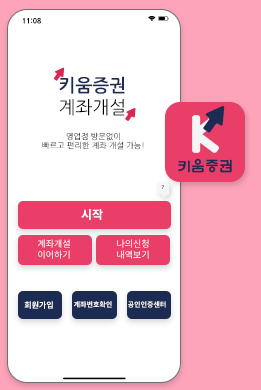 11:08
키움증권
계좌개설
영업점 방문없이
빠르고 편리한 계좌 개설 가능!
키움증권
?
시작
계좌개설
이어하기
나의신청
내역보기
회원가입
계좌번호확인
공인인증센터